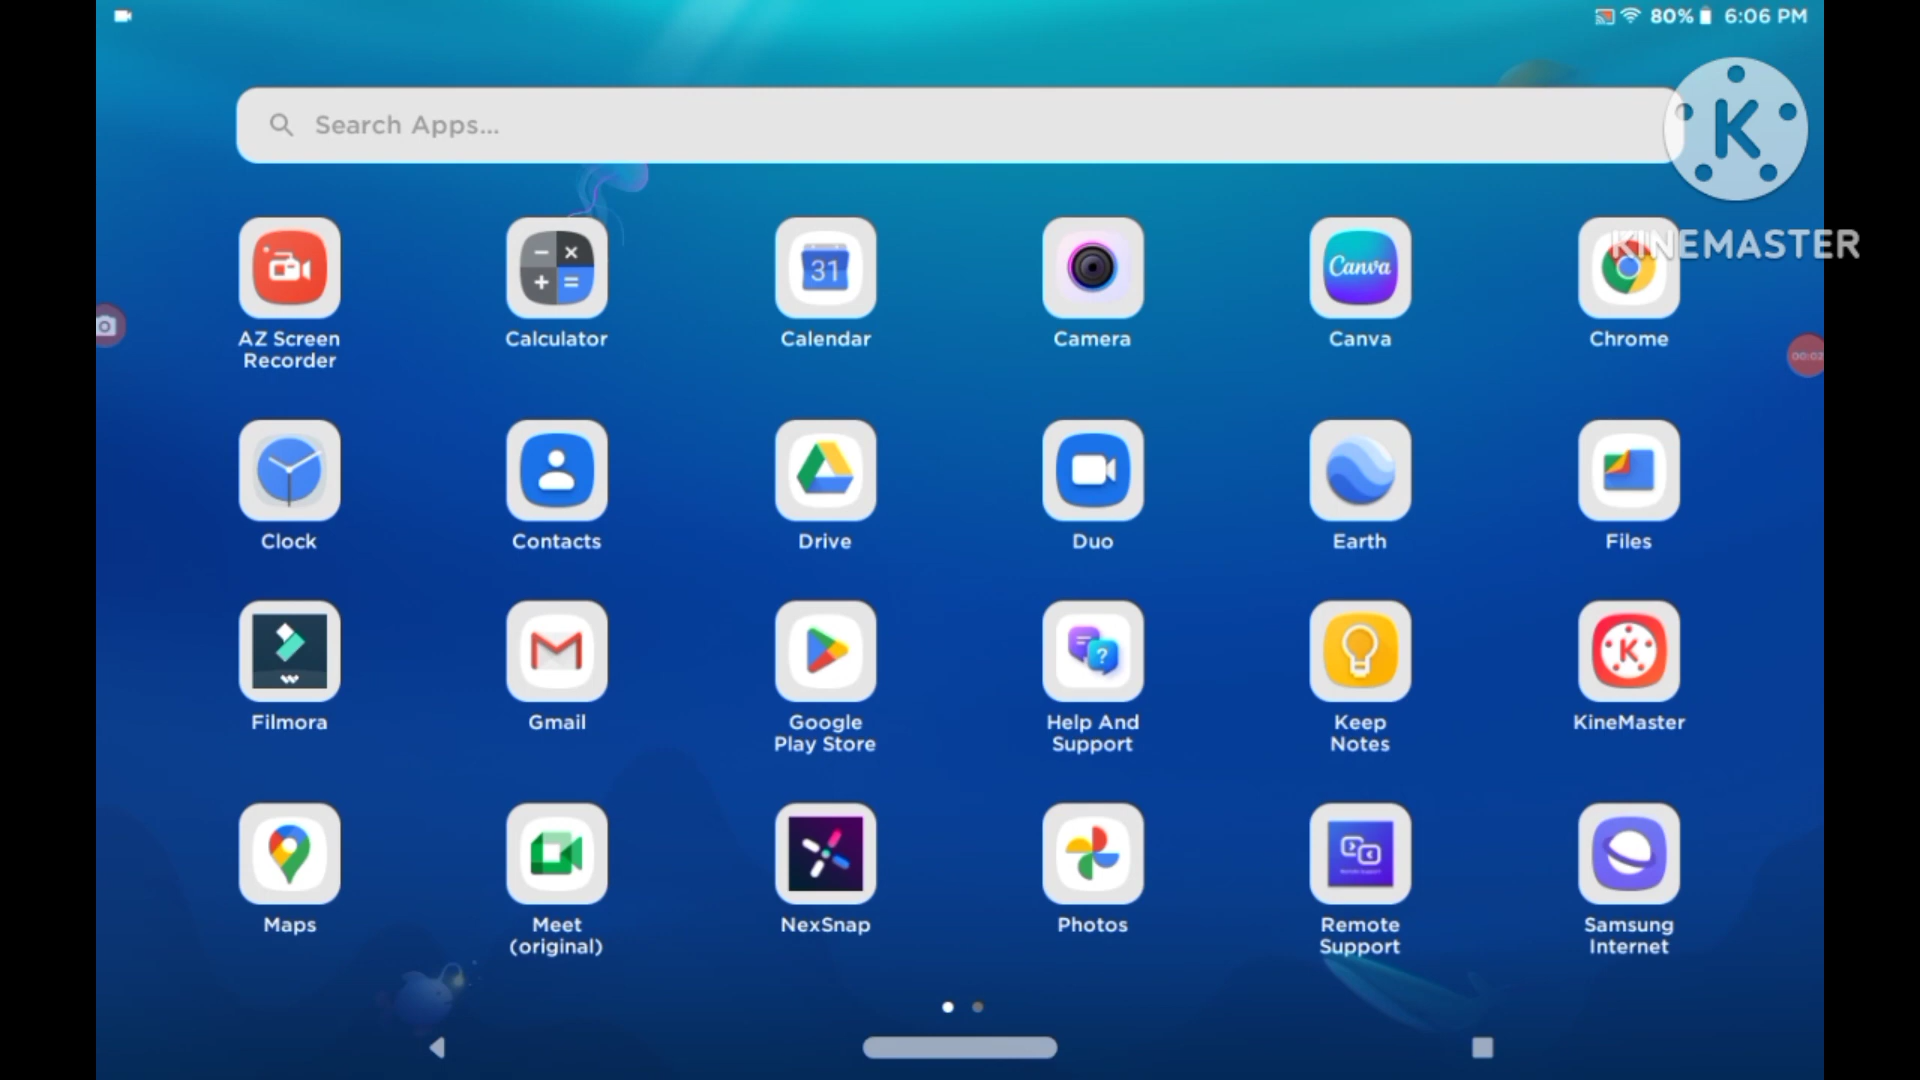 80% 6:06 PM
Search Apps...
K
KINEMASTER
31
Canva
AZ Screen
Recorder
Calculator
Calendar
Camera
Canva
Chrome
00:02
Clock
Contacts
Drive
Duo
Earth
Files
K
Filmora
Gmail
Google
Play Store
Help And
Support
Keep
Notes
KineMaster
Maps
Meet
(original)
NexSnap
Photos
Remote
Support
Samsung
Internet